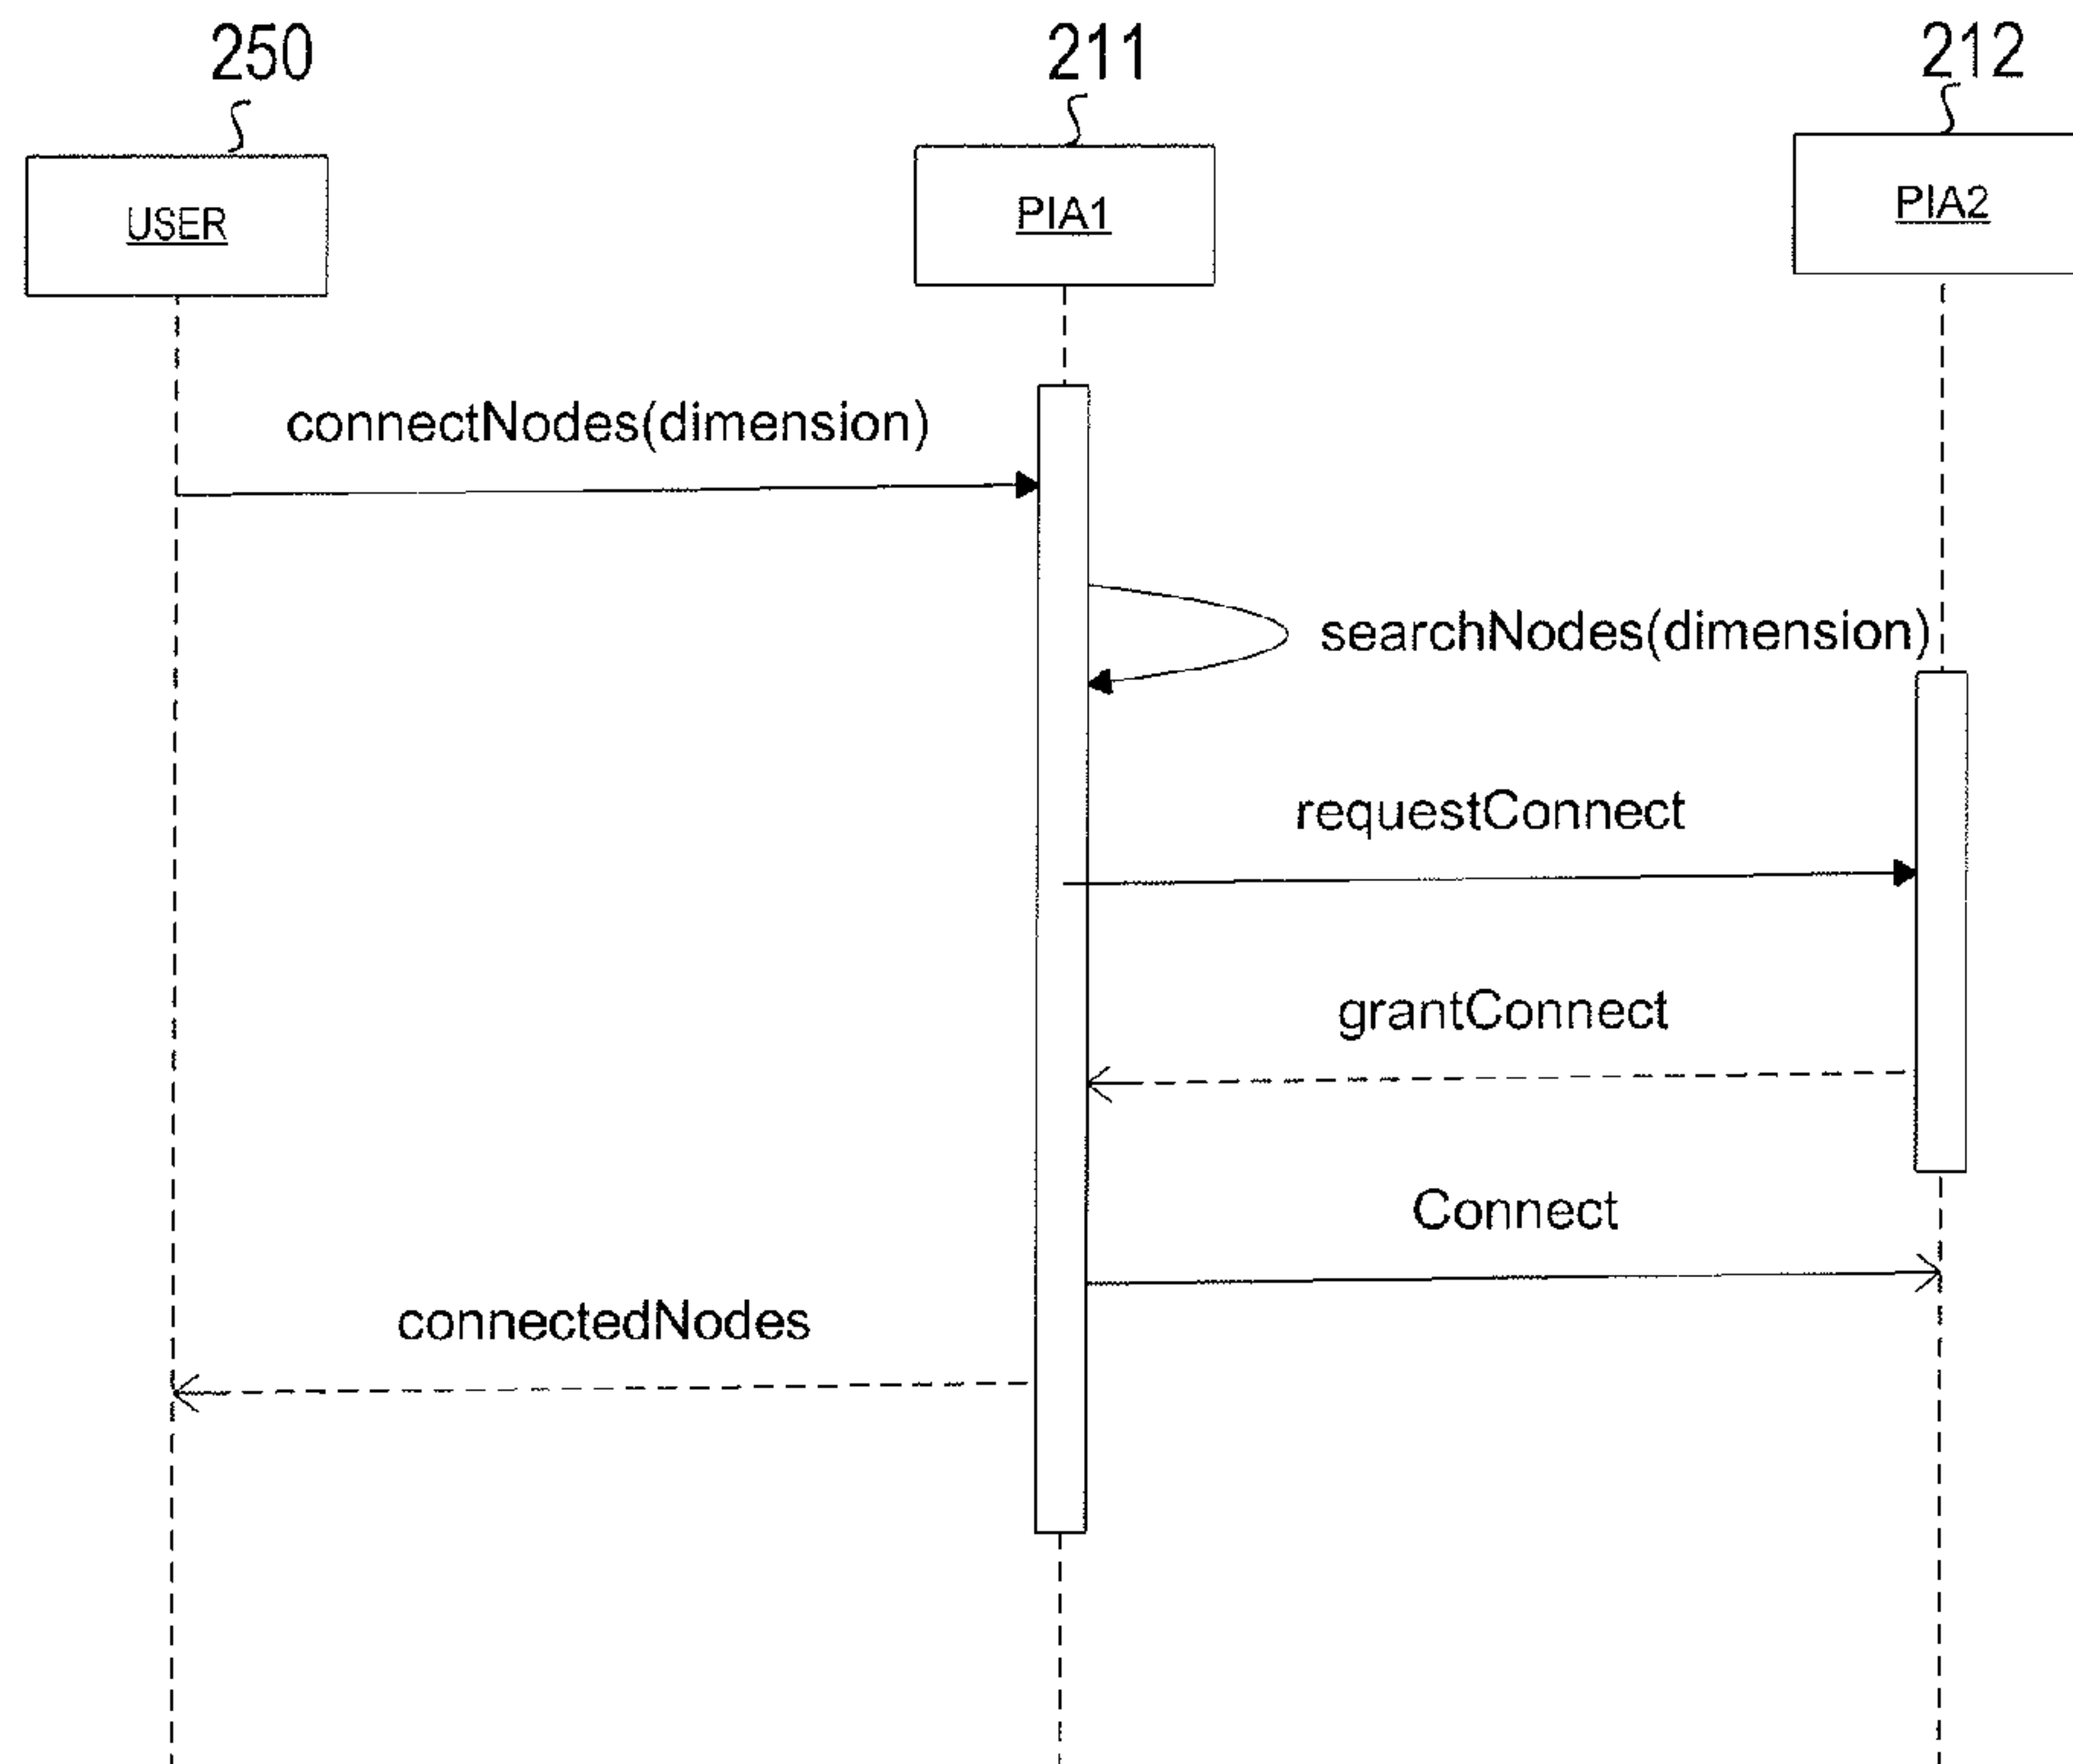 250
211
212
USER
PIA1
PIA2
connectNodes(dimension)
searchNodes(dimension)
requestConnect
grantConnect
Connect
connectedNodes